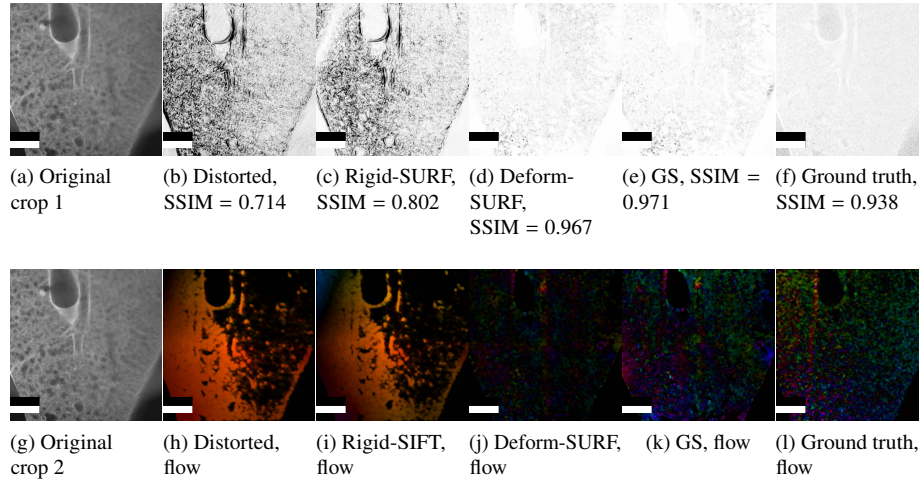 (a) Original crop 1
(b) Distorted, SSIM = 0.714
(c) Rigid-SURF, SSIM = 0.802
(d) Deform-SURF, SSIM = 0.967
(e) GS, SSIM = 0.971
(f) Ground truth, SSIM = 0.938
(g) Original crop 2
(h) Distorted, flow
(i) Rigid-SIFT, flow
(j) Deform-SURF, flow
(k) GS, flow
(l) Ground truth, flow